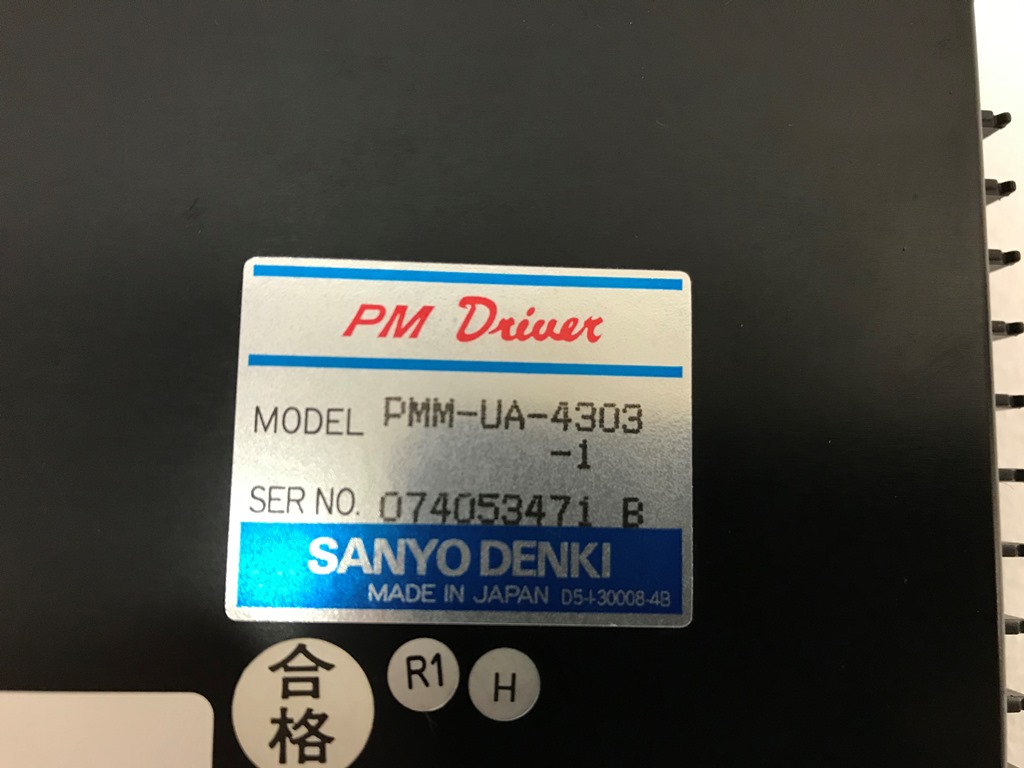 PM Driver
MODEL PMM-UA-4303
-1
SER NO. 074053471 B
SANYO DENKI
MADE IN JAPAN D5-I-30008-4B
合格
R1
H